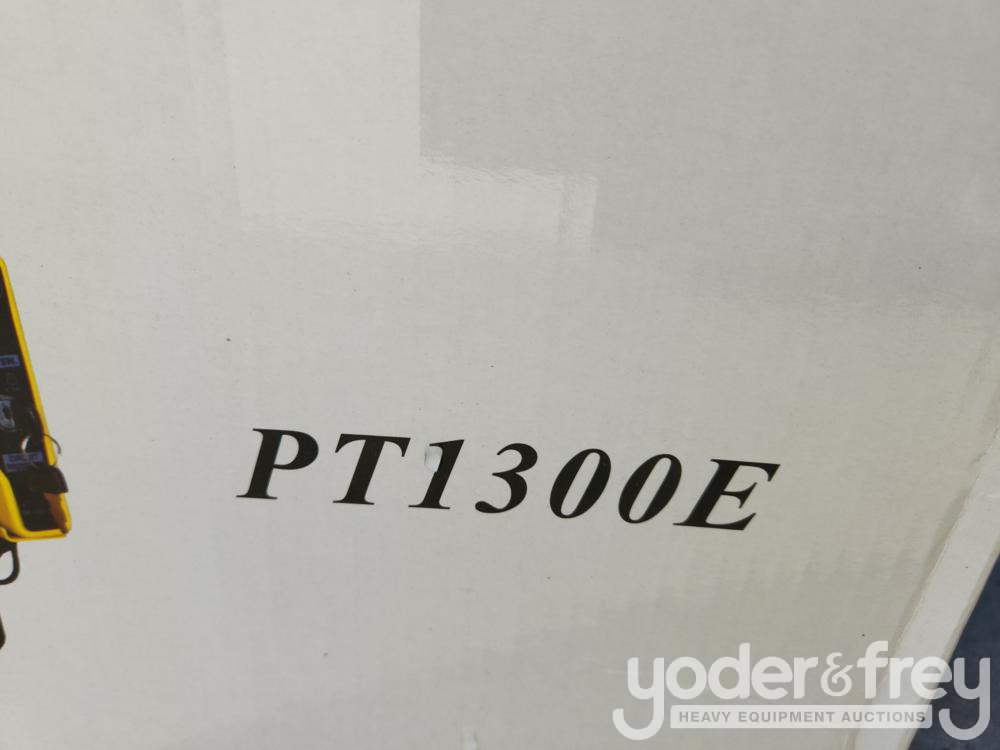 PT1300E
yoder&frey
HEAVY EQUIPMENT AUCTIONS